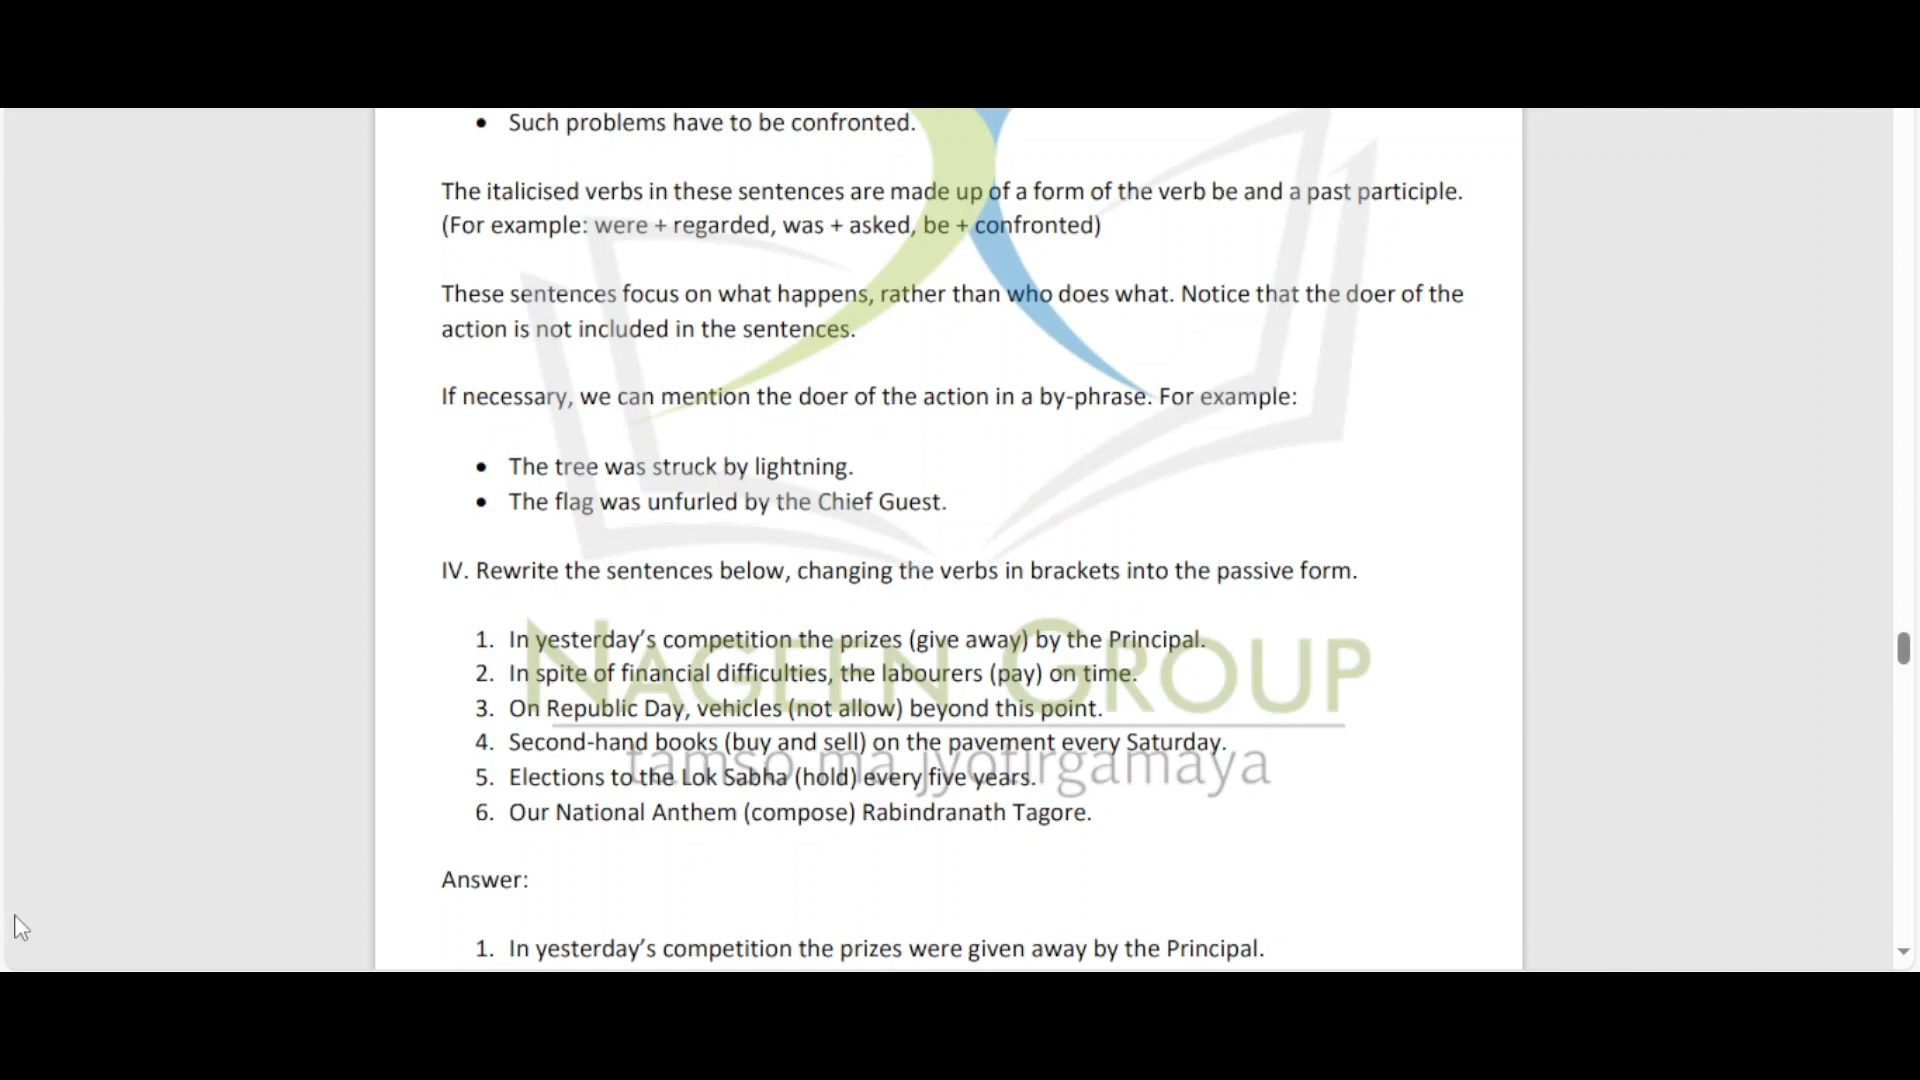 • Such problems have to be confronted.
The italicised verbs in these sentences are made up of a form of the verb be and a past participle.
(For example: were + regarded, was + asked, be + confronted)
These sentences focus on what happens, rather than who does what. Notice that the doer of the
action is not included in the sentences.
If necessary, we can mention the doer of the action in a by-phrase. For example:
• The tree was struck by lightning.
• The flag was unfurled by the Chief Guest.
IV. Rewrite the sentences below, changing the verbs in brackets into the passive form.
1. In yesterday’s competition the prizes (give away) by the Principal.
2. In spite of financial difficulties, the labourers (pay) on time.
NAGEEN GROUP
3. On Republic Day, vehicles (not allow) beyond this point.
4. Second-hand books (buy and sell) on the pavement every Saturday.
tamso ma jyotirgamaya
5. Elections to the Lok Sabha (hold) every five years.
6. Our National Anthem (compose) Rabindranath Tagore.
Answer:
1. In yesterday’s competition the prizes were given away by the Principal.